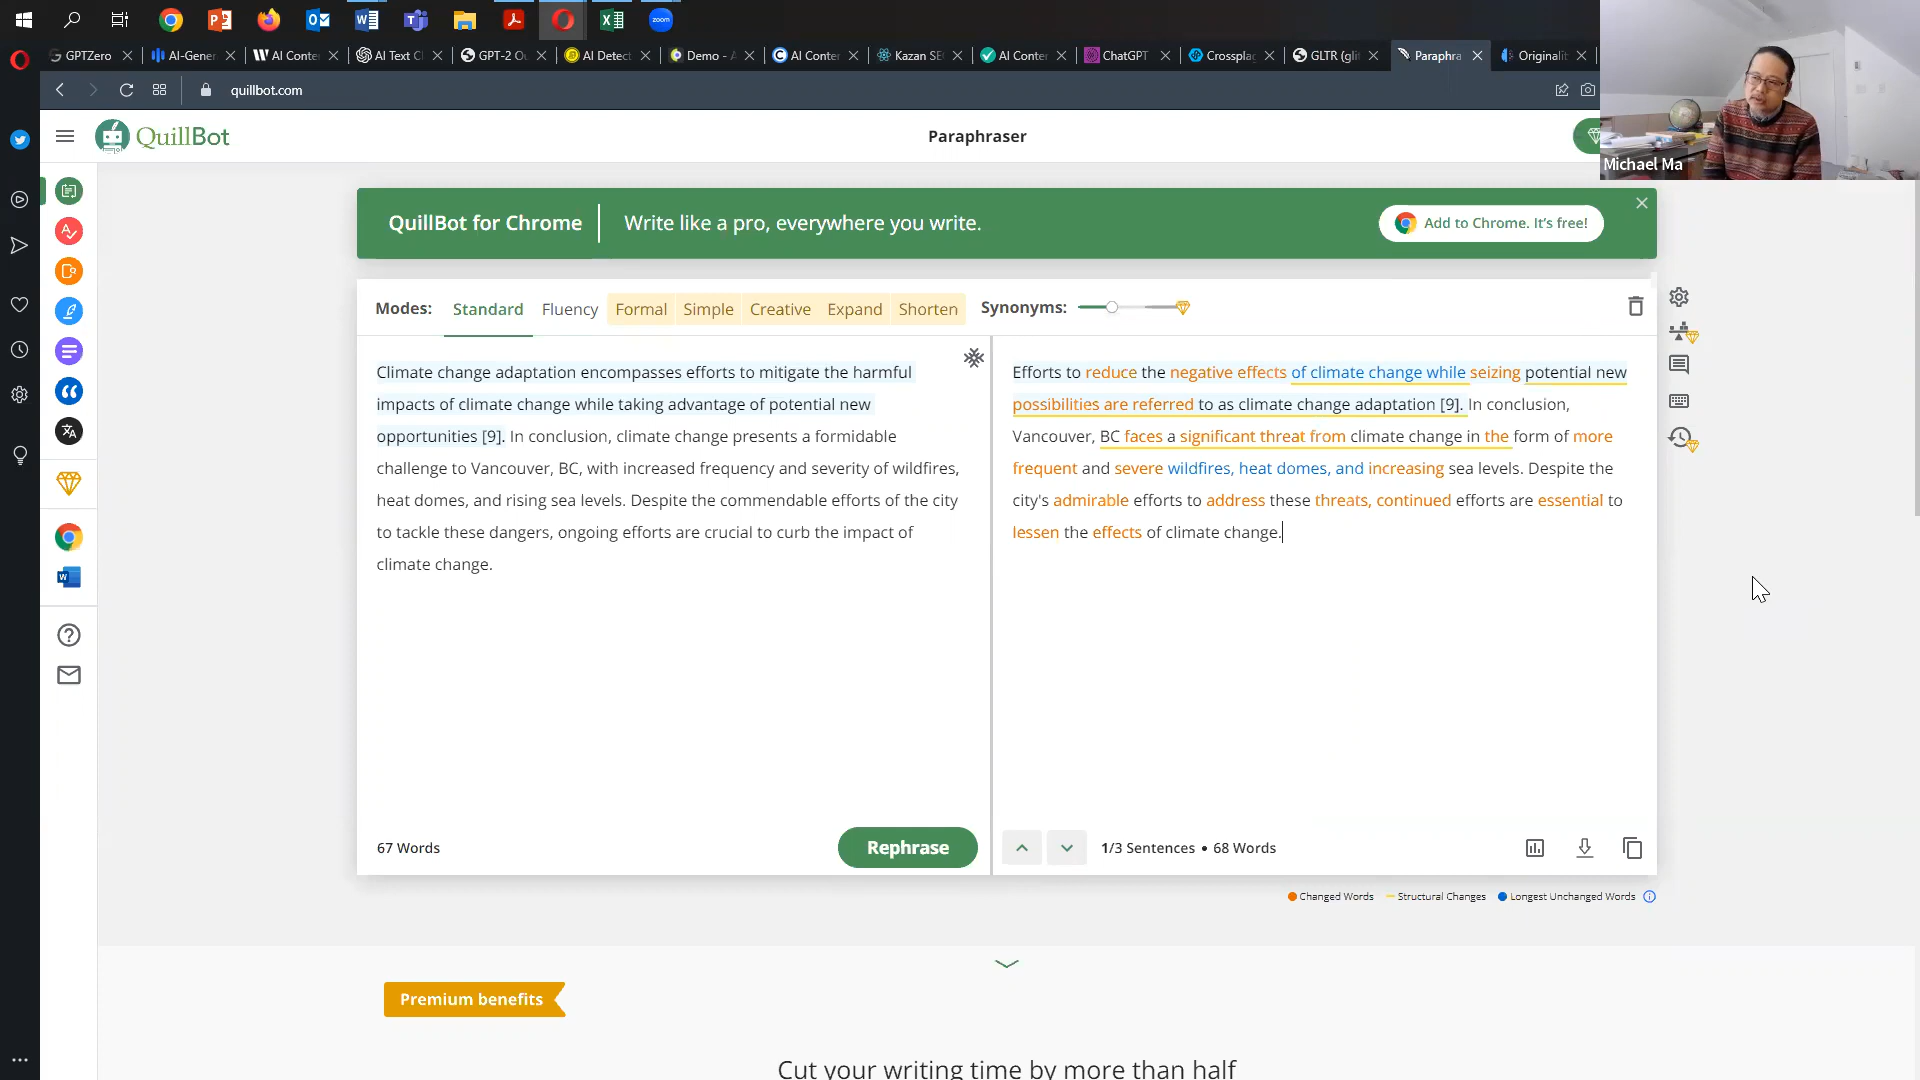 GPTZero
AI-Gener
AI Conter
AI Text Cl
GPT-2 Ou
AI Detect
Demo - A
AI Conter
Kazan SE
AI Conter
ChatGPT
Crossplag
GLTR (glit
Paraphra
Originalit
quillbot.com
QuillBot
Paraphraser
Michael Ma
QuillBot for Chrome
Write like a pro, everywhere you write.
Add to Chrome. It's free!
Modes: Standard Fluency Formal Simple Creative Expand Shorten Synonyms:
Climate change adaptation encompasses efforts to mitigate the harmful
impacts of climate change while taking advantage of potential new
opportunities [9]. In conclusion, climate change presents a formidable
challenge to Vancouver, BC, with increased frequency and severity of wildfires,
heat domes, and rising sea levels. Despite the commendable efforts of the city
to tackle these dangers, ongoing efforts are crucial to curb the impact of
climate change.
Efforts to reduce the negative effects of climate change while seizing potential new
possibilities are referred to as climate change adaptation [9]. In conclusion,
Vancouver, BC faces a significant threat from climate change in the form of more
frequent and severe wildfires, heat domes, and increasing sea levels. Despite the
city's admirable efforts to address these threats, continued efforts are essential to
lessen the effects of climate change.
67 Words
Rephrase
1/3 Sentences • 68 Words
Changed Words
Structural Changes
Longest Unchanged Words
Premium benefits
Cut your writing time by more than half
zoom